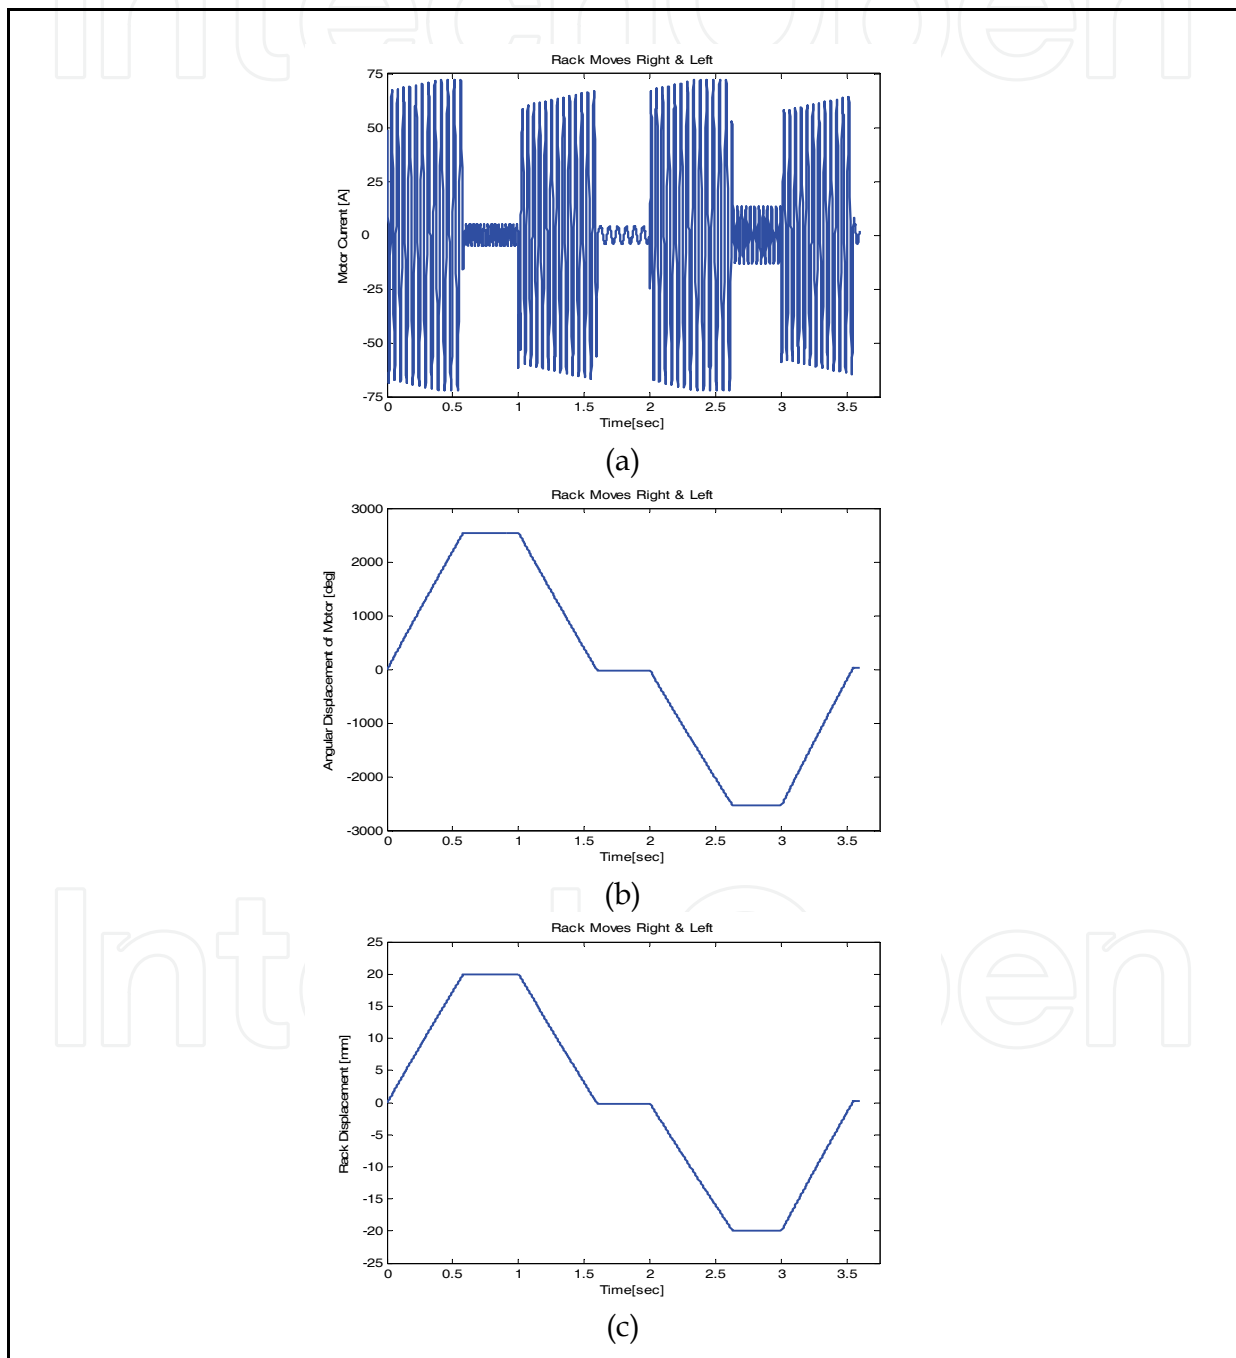 IntechOpen
Rack Moves Right & Left
Motor Current [A]
75
50
25
0
-25
-50
-75
0 0.5 1 1.5 2 2.5 3 3.5
Time[sec]
(a)
Rack Moves Right & Left
Angular Displacement of Motor [deg]
3000
2000
1000
0
-1000
-2000
-3000
0 0.5 1 1.5 2 2.5 3 3.5
Time[sec]
(b)
Rack Moves Right & Left
Rack Displacement [mm]
25
20
15
10
5
0
-5
-10
-15
-20
-25
0 0.5 1 1.5 2 2.5 3 3.5
Time[sec]
(c)